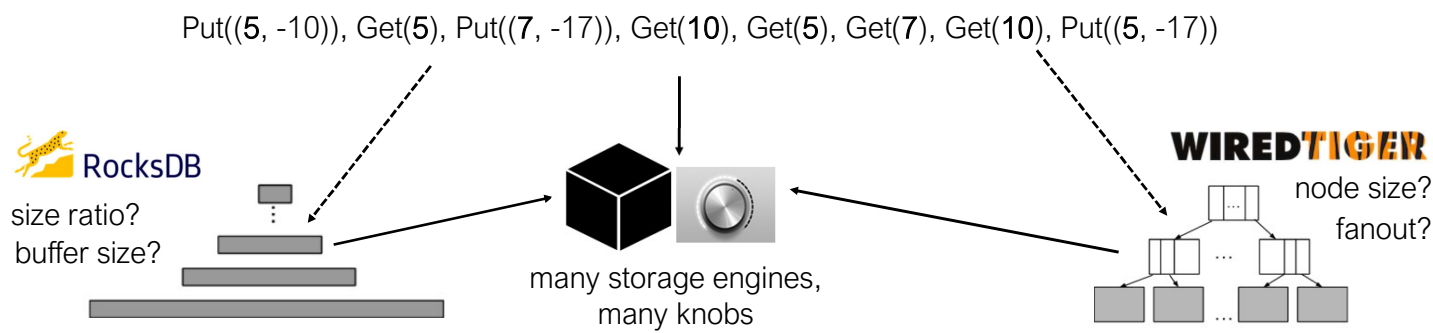 Put((5, -10)), Get(5), Put((7, -17)), Get(10), Get(5), Get(7), Get(10), Put((5, -17))
RocksDB
size ratio?
buffer size?
⋮
many storage engines,
many knobs
WIREDTIGER
node size?
fanout?
...
...
...